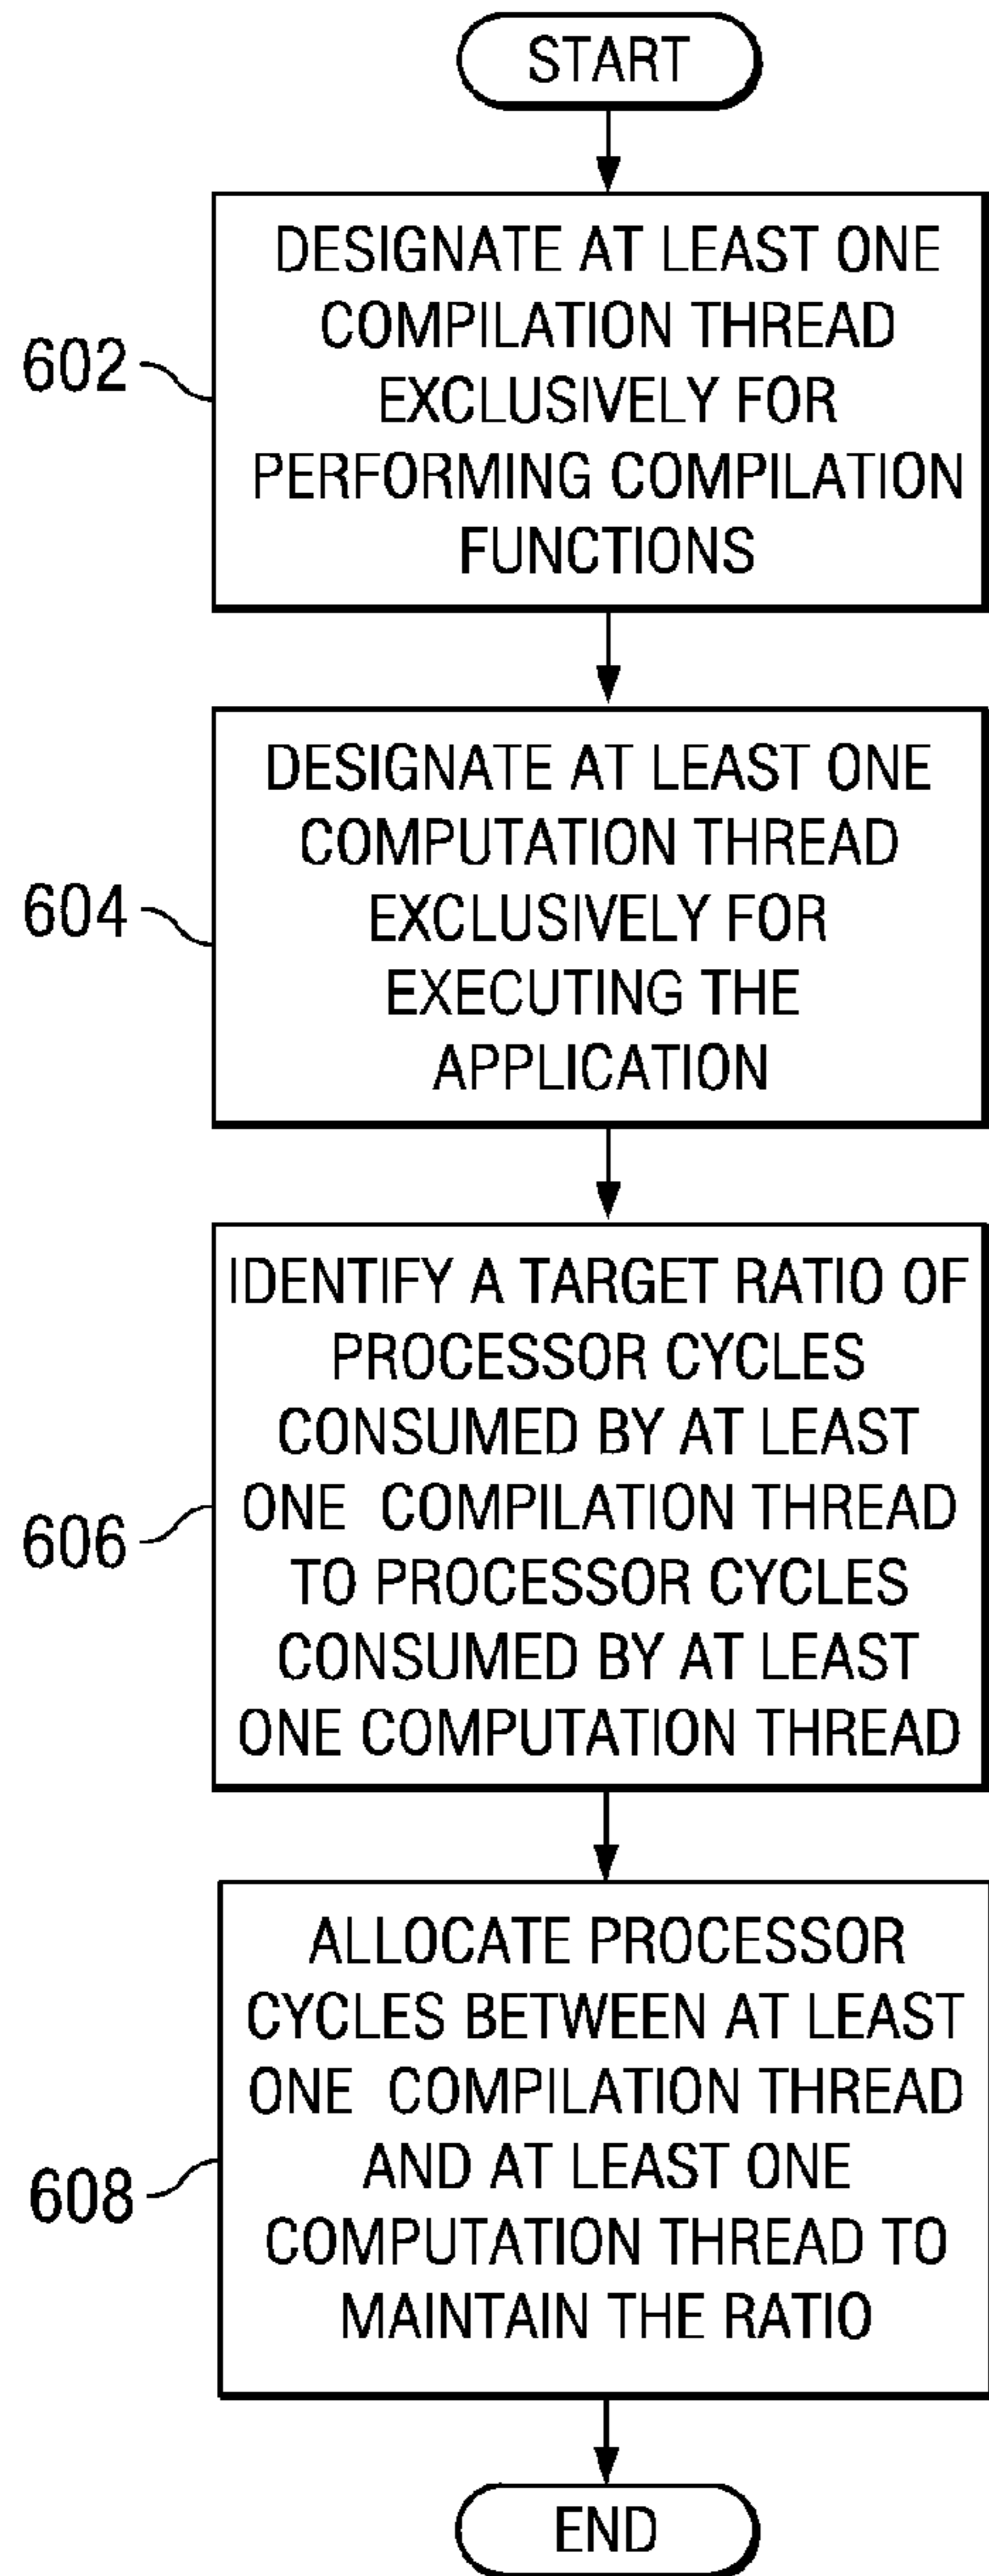 START
602
DESIGNATE AT LEAST ONE
COMPILATION THREAD
EXCLUSIVELY FOR
PERFORMING COMPILATION
FUNCTIONS
604
DESIGNATE AT LEAST ONE
COMPUTATION THREAD
EXCLUSIVELY FOR
EXECUTING THE
APPLICATION
606
IDENTIFY A TARGET RATIO OF
PROCESSOR CYCLES
CONSUMED BY AT LEAST
ONE COMPILATION THREAD
TO PROCESSOR CYCLES
CONSUMED BY AT LEAST
ONE COMPUTATION THREAD
608
ALLOCATE PROCESSOR
CYCLES BETWEEN AT LEAST
ONE COMPILATION THREAD
AND AT LEAST ONE
COMPUTATION THREAD TO
MAINTAIN THE RATIO
END